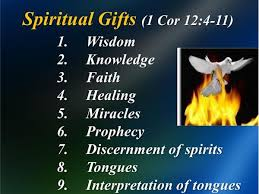 Spiritual Gifts (1 Cor 12:4-11)
1. Wisdom
2. Knowledge
3. Faith
4. Healing
5. Miracles
6. Prophecy
7. Discernment of spirits
8. Tongues
9. Interpretation of tongues